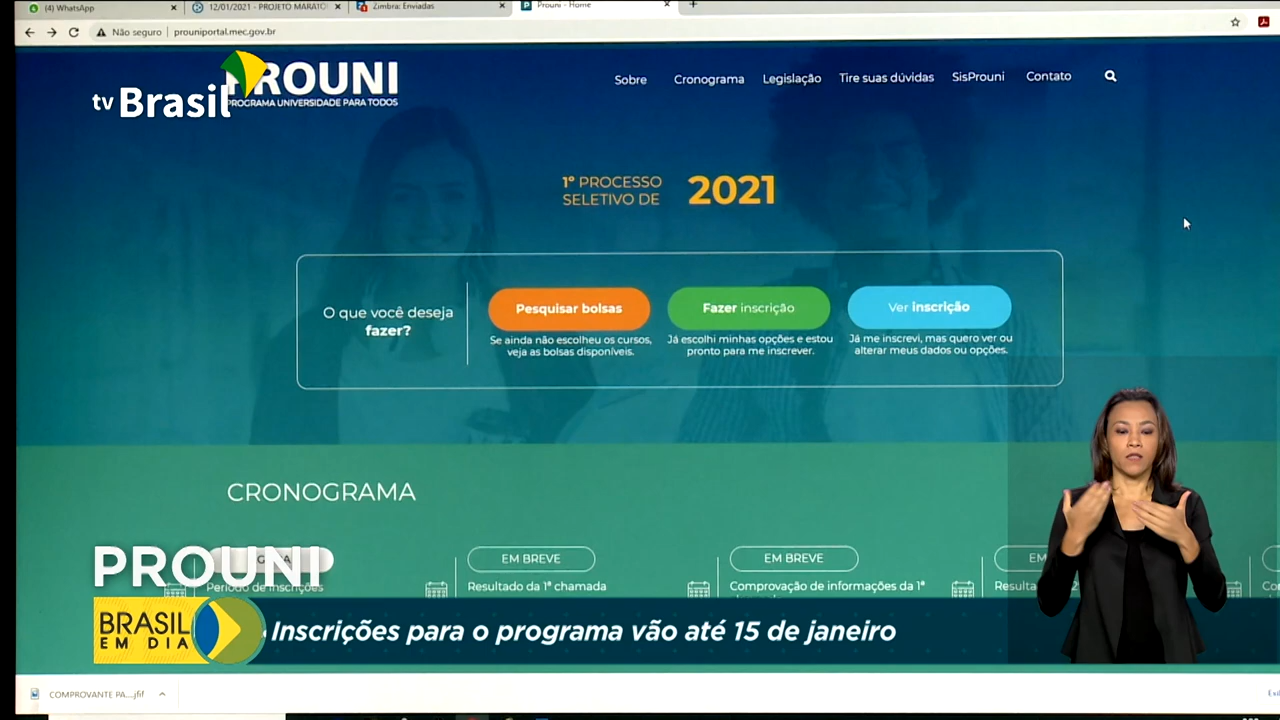 (4) WhatsApp
12/01/2021 - PROJETO MARATO
Zimbra: Enviadas
Prouni - Home
Não seguro | prouniportal.mec.gov.br
PROUNI
PROGRAMA UNIVERSIDADE PARA TODOS
tv Brasil
Sobre
Cronograma
Legislação
Tire suas dúvidas
SisProuni
Contato
1º PROCESSO
SELETIVO DE
2021
O que você deseja
fazer?
Pesquisar bolsas
Se ainda não escolheu os cursos,
veja as bolsas disponíveis.
Fazer inscrição
Já escolhi minhas opções e estou
pronto para me inscrever.
Ver inscrição
Já me inscrevi, mas quero ver ou
alterar meus dados ou opções.
CRONOGRAMA
Período de inscrições
EM BREVE
Resultado da 1ª chamada
EM BREVE
Comprovação de informações da 1ª
EM
Resulta
PROUNI
BRASIL
EM DIA
Inscrições para o programa vão até 15 de janeiro
COMPROVANTE PA....jfif